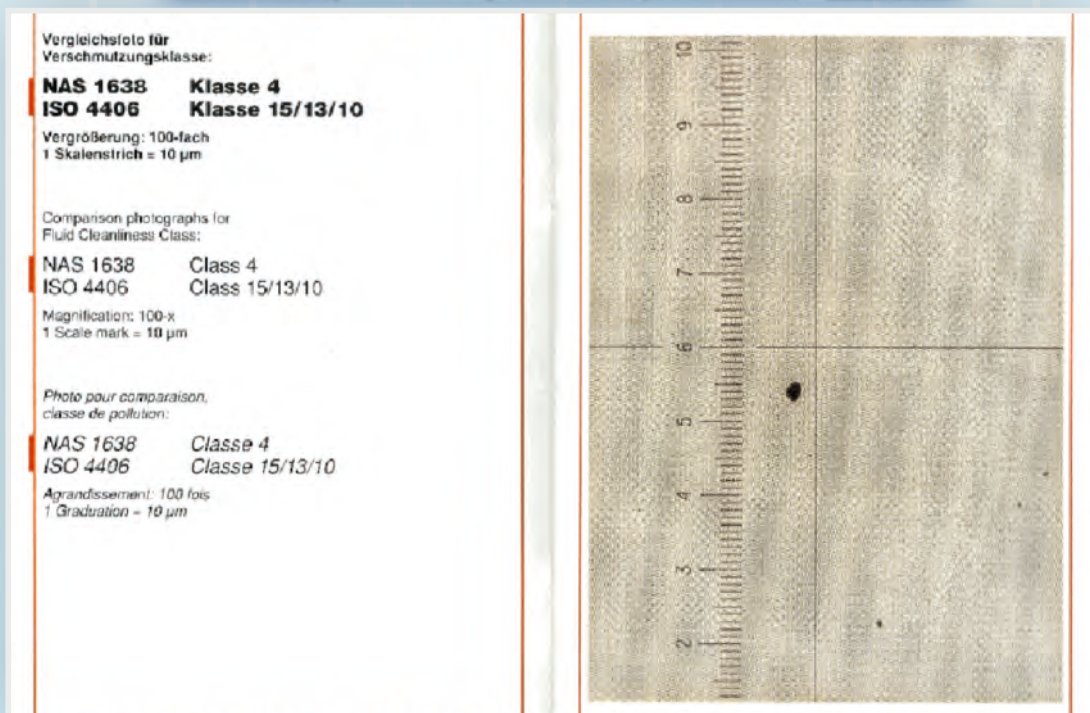 Vergleichsfoto für
Verschmutzungsklasse:
NAS 1638 Klasse 4
ISO 4406 Klasse 15/13/10
Vergrößerung: 100-fach
1 Skalenstrich = 10 µm
Comparison photographs for
Fluid Cleanliness Class:
NAS 1638 Class 4
ISO 4406 Class 15/13/10
Magnification: 100-x
1 Scale mark = 10 µm
Photo pour comparaison,
classe de pollution:
NAS 1638 Classe 4
ISO 4406 Classe 15/13/10
Agrandissement: 100 fois
1 Graduation = 10 µm
10
9
8
7
6
5
4
3
2